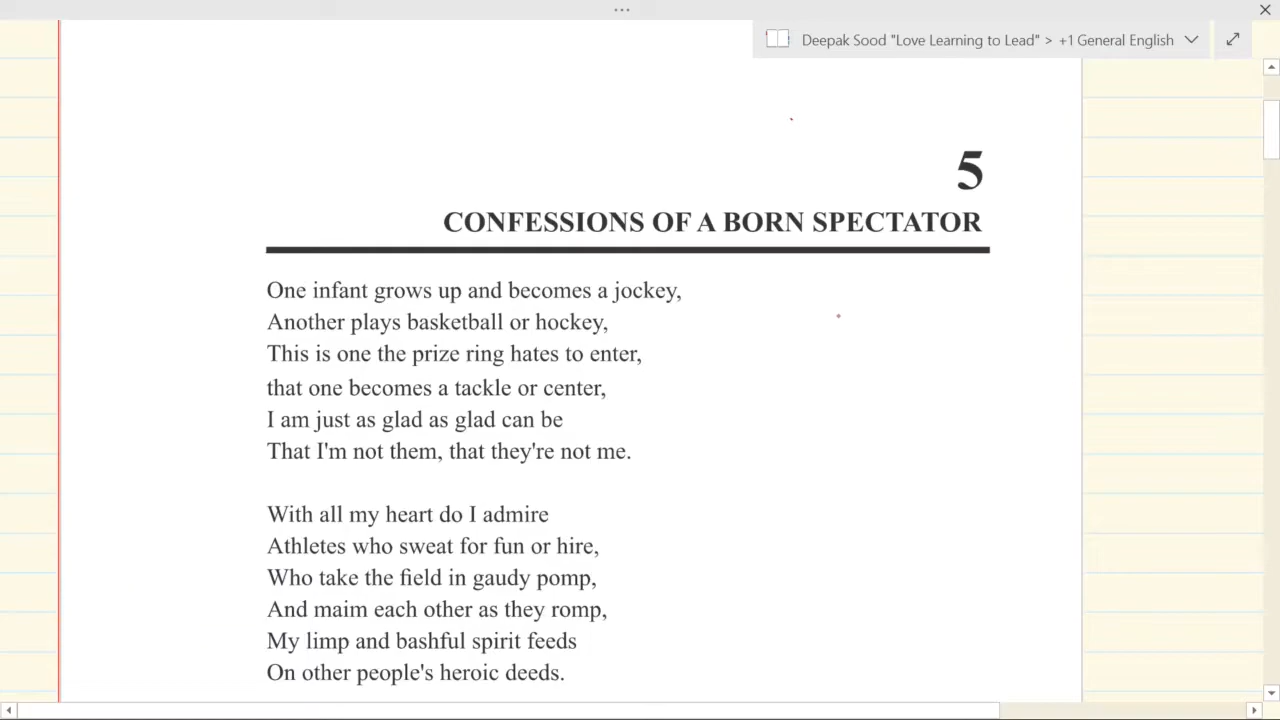 Deepak Sood "Love Learning to Lead" > +1 General English
5
CONFESSIONS OF A BORN SPECTATOR
One infant grows up and becomes a jockey,
Another plays basketball or hockey,
This is one the prize ring hates to enter,
that one becomes a tackle or center,
I am just as glad as glad can be
That I'm not them, that they're not me.
With all my heart do I admire
Athletes who sweat for fun or hire,
Who take the field in gaudy pomp,
And maim each other as they romp,
My limp and bashful spirit feeds
On other people's heroic deeds.